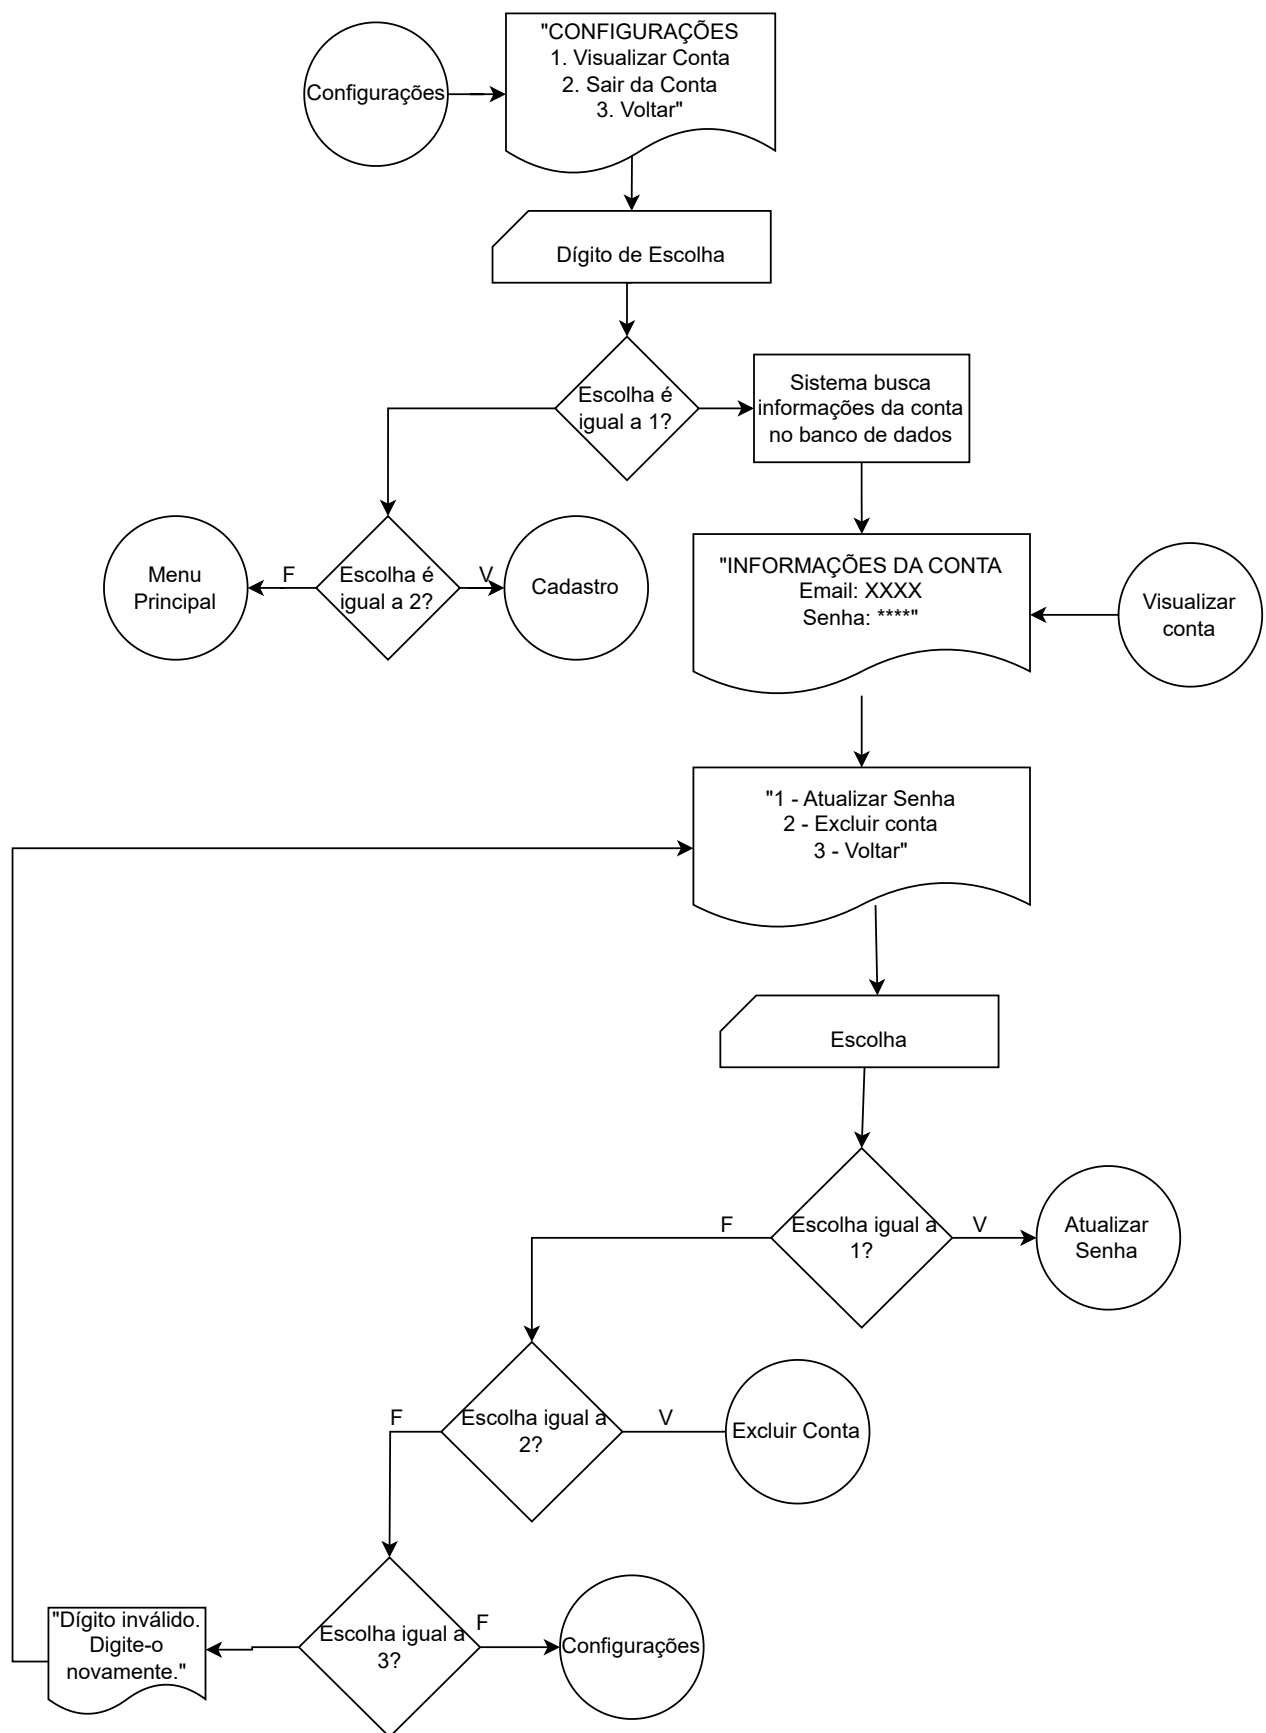 Configurações
"CONFIGURAÇÕES
1. Visualizar Conta
2. Sair da Conta
3. Voltar"
Dígito de Escolha
Escolha é
igual a 1?
Sistema busca
informações da conta
no banco de dados
Menu
Principal
F
Escolha é
igual a 2?
V
Cadastro
"INFORMAÇÕES DA CONTA
Email: XXXX
Senha: ****"
Visualizar
conta
"1 - Atualizar Senha
2 - Excluir conta
3 - Voltar"
Escolha
F
Escolha igual a
1?
V
Atualizar
Senha
F
Escolha igual a
2?
V
Excluir Conta
"Dígito inválido.
Digite-o
novamente."
Escolha igual a
3?
F
Configurações